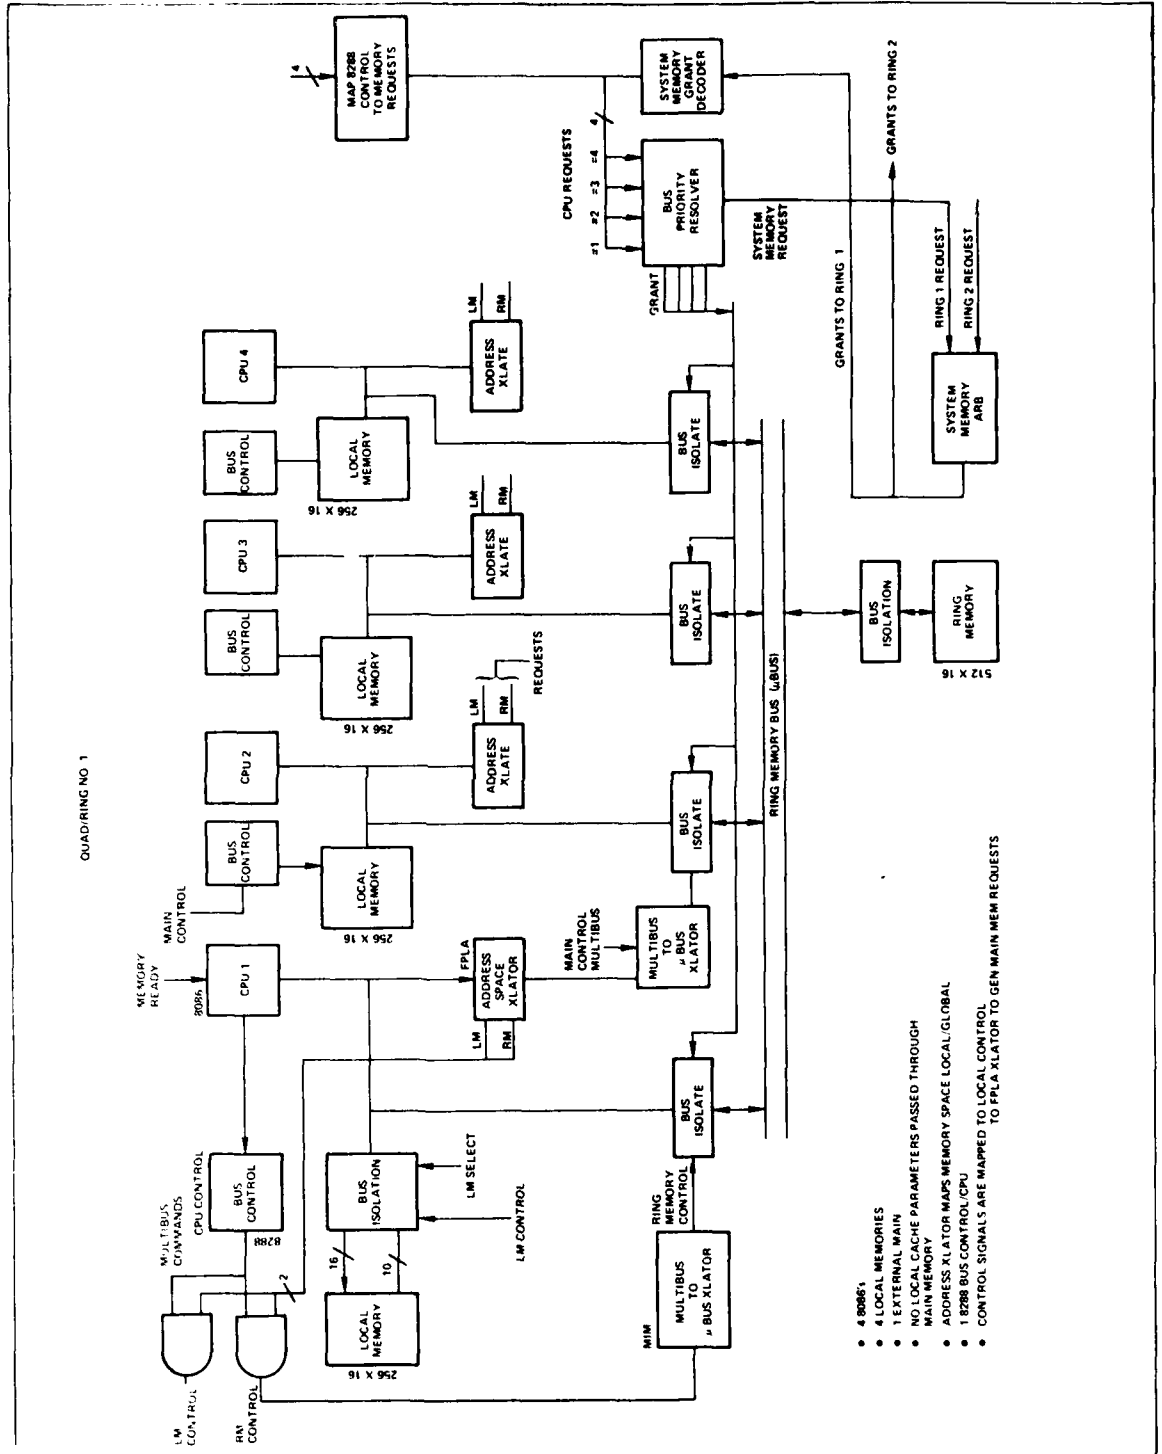 QUAD/RING NO 1
MULTIBUS
COMMANDS
LM
CONTROL
RM
CONTROL
2
CPU CONTROL
BUS
CONTROL
8288
MEMORY
READY
8086
CPU 1
MAIN
CONTROL
BUS
CONTROL
CPU 2
BUS
CONTROL
CPU 3
BUS
CONTROL
CPU 4
4
MAP 8288
CONTROL
TO MEMORY
REQUESTS
LOCAL
MEMORY
256 X 16
16
10
BUS
ISOLATION
LM SELECT
LM CONTROL
LOCAL
MEMORY
256 X 16
LOCAL
MEMORY
256 X 16
LOCAL
MEMORY
256 X 16
FPLA
ADDRESS
SPACE
XLATOR
LM
RM
ADDRESS
XLATE
LM
RM
REQUESTS
ADDRESS
XLATE
LM
RM
ADDRESS
XLATE
LM
RM
CPU REQUESTS
4
=1
=2
=3
=4
MIM
MULTIBUS
TO
μ BUS XLATOR
RING
MEMORY
CONTROL
BUS
ISOLATE
MAIN
CONTROL
MULTIBUS
MULTIBUS
TO
μ BUS
XLATOR
BUS
ISOLATE
BUS
ISOLATE
BUS
ISOLATE
GRANT
BUS
PRIORITY
RESOLVER
SYSTEM
MEMORY
GRANT
DECODER
SYSTEM
MEMORY
REQUEST
RING MEMORY BUS (μBUS)
GRANTS TO RING 1
GRANTS TO RING 2
BUS
ISOLATION
RING
MEMORY
512 X 16
SYSTEM
MEMORY
ARB
RING 1 REQUEST
RING 2 REQUEST
• 4 8086's
• 4 LOCAL MEMORIES
• 1 EXTERNAL MAIN
• NO LOCAL CACHE PARAMETERS PASSED THROUGH
MAIN MEMORY
• ADDRESS XLATOR MAPS MEMORY SPACE LOCAL/GLOBAL
• 1 8288 BUS CONTROL/CPU
• CONTROL SIGNALS ARE MAPPED TO LOCAL CONTROL
TO FPLA XLATOR TO GEN MAIN MEM REQUESTS